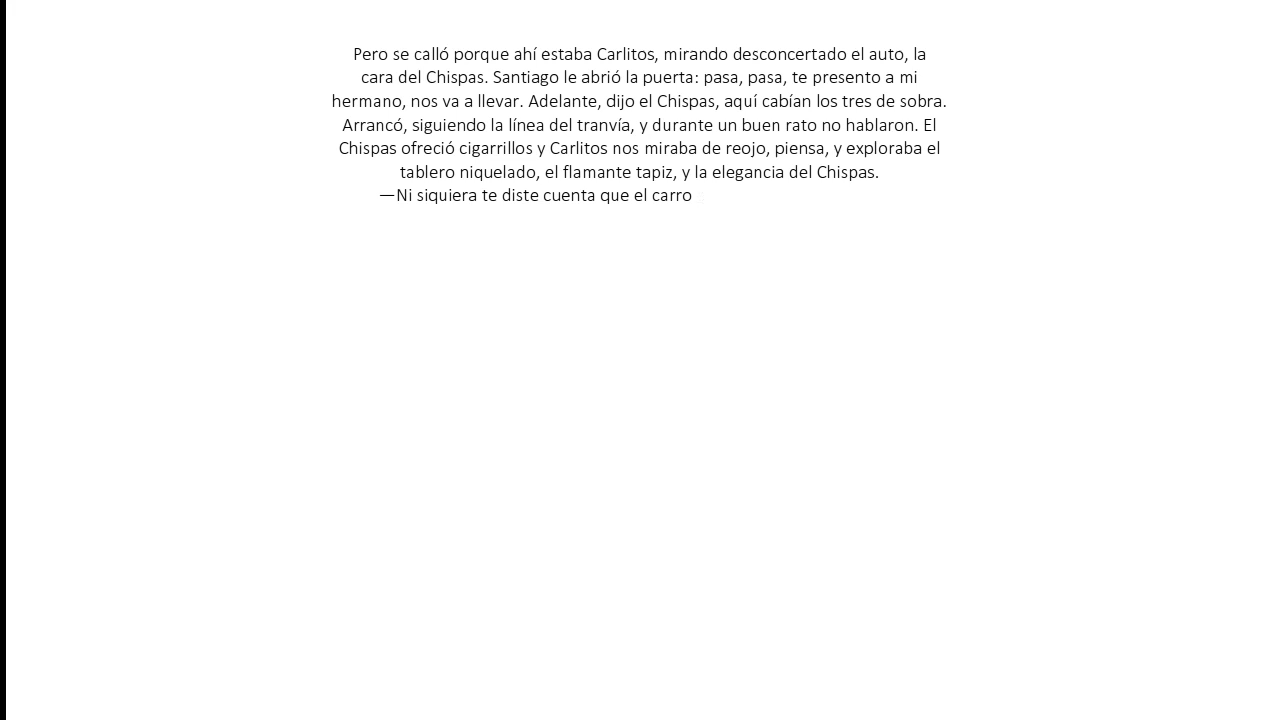 Pero se calló porque ahí estaba Carlitos, mirando desconcertado el auto, la
cara del Chispas. Santiago le abrió la puerta: pasa, pasa, te presento a mi
hermano, nos va a llevar. Adelante, dijo el Chispas, aquí cabían los tres de sobra.
Arrancó, siguiendo la línea del tranvía, y durante un buen rato no hablaron. El
Chispas ofreció cigarrillos y Carlitos nos miraba de reojo, piensa, y exploraba el
tablero niquelado, el flamante tapiz, y la elegancia del Chispas.
—Ni siquiera te diste cuenta que el carro